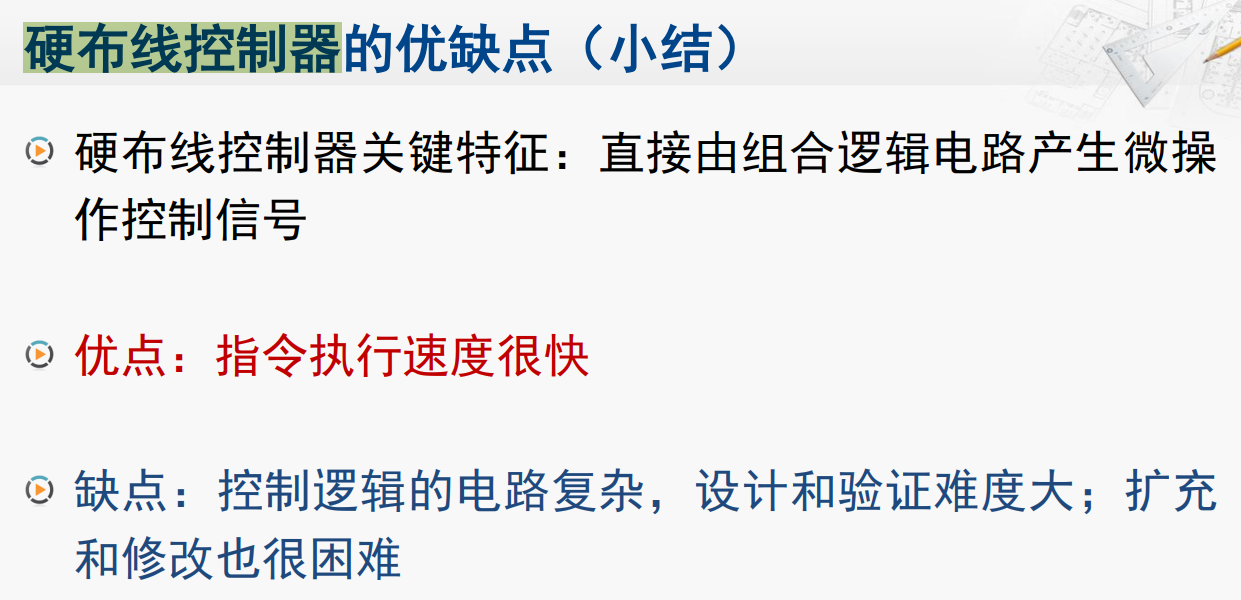 硬布线控制器的优缺点（小结）
硬布线控制器关键特征：直接由组合逻辑电路产生微操
作控制信号
优点：指令执行速度很快
缺点：控制逻辑的电路复杂，设计和验证难度大；扩充
和修改也很困难